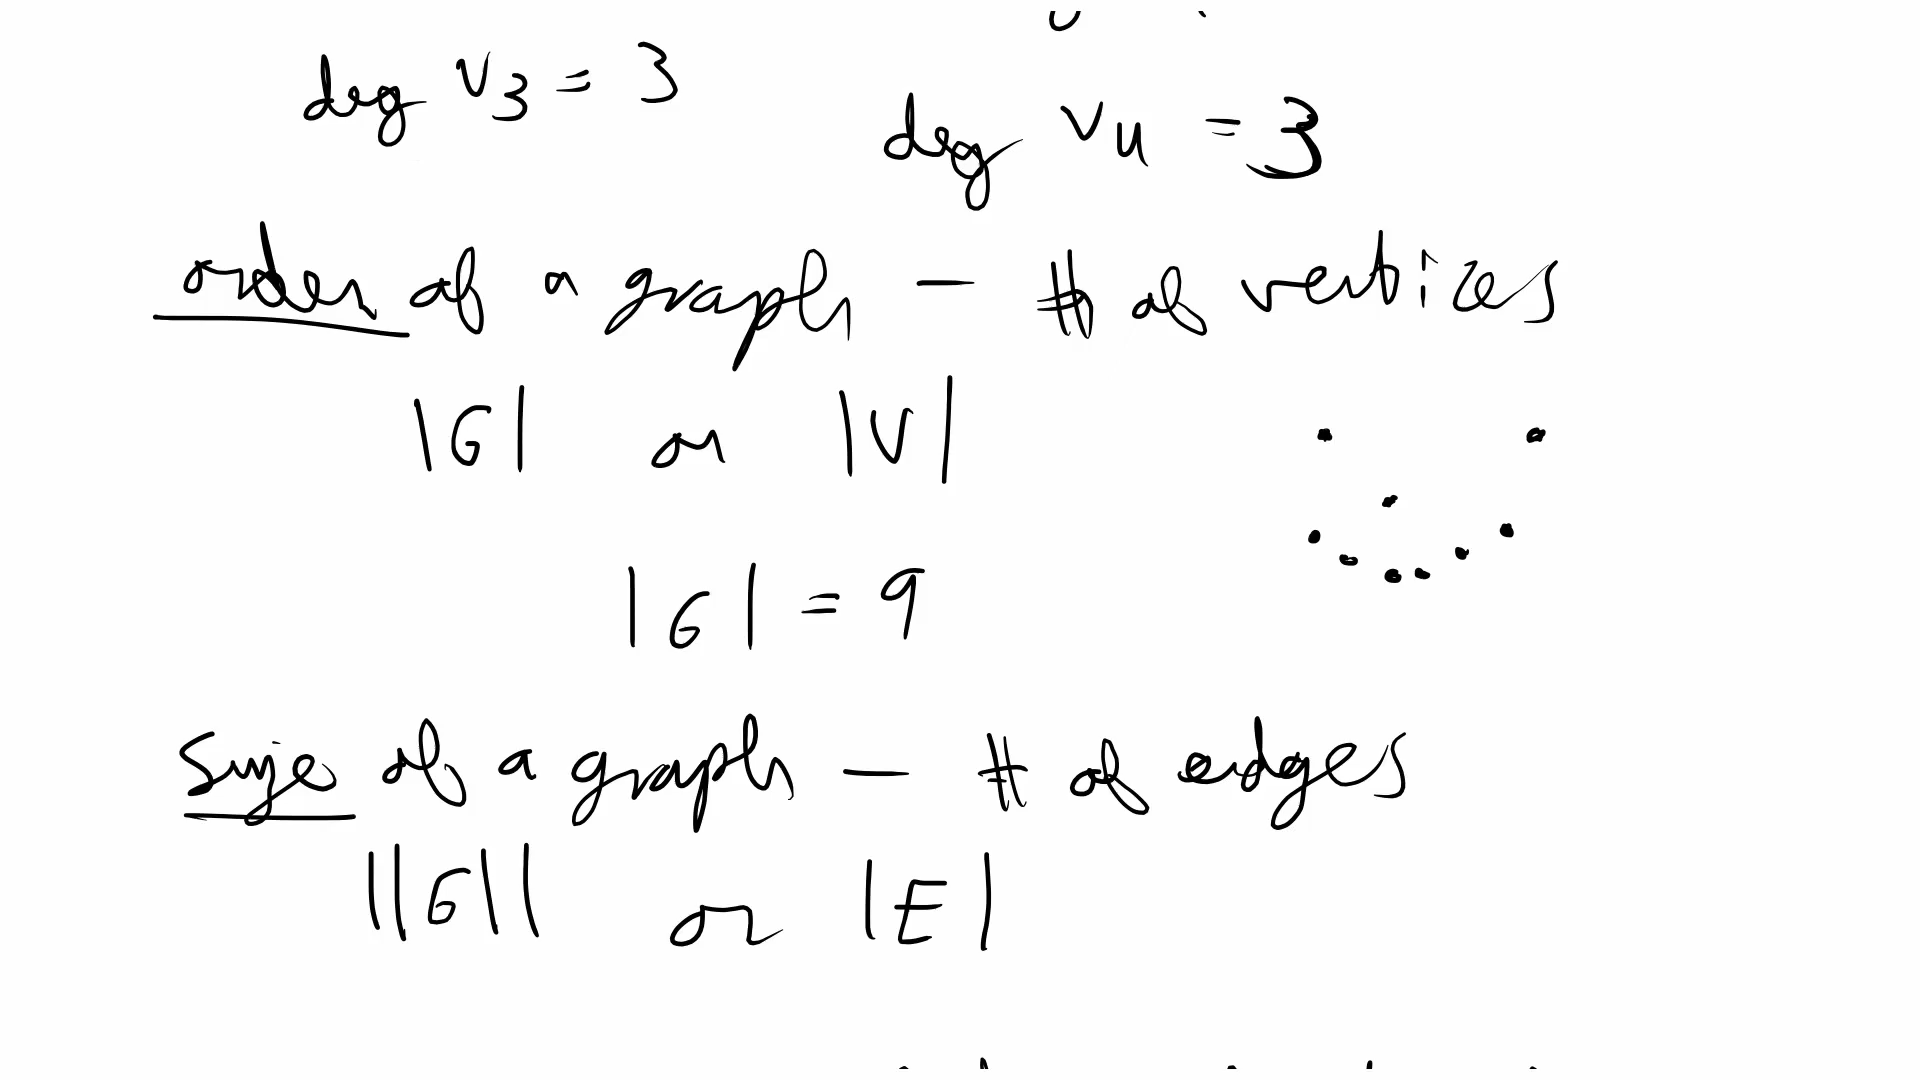 deg v₃ = 3
deg v₄ = 3
order of a graph — # of vertices
|G| or |V|
|G| = 9
Size of a graph — # of edges
||G|| or |E|